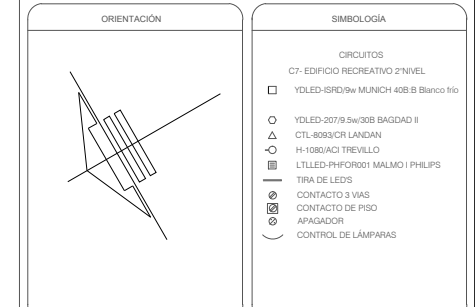 ORIENTACIÓN
SIMBOLOGÍA
CIRCUITOS
C7- EDIFICIO RECREATIVO 2°NIVEL
YDLED-ISRD/9w MUNICH 40B:B Blanco frío
YDLED-207/9.5w/30B BAGDAD II
CTL-8093/CR LANDAN
H-1080/ACI TREVILLO
LTLLED-PHFOR001 MALMO I PHILIPS
TIRA DE LED'S
CONTACTO 3 VIAS
CONTACTO DE PISO
APAGADOR
CONTROL DE LÁMPARAS